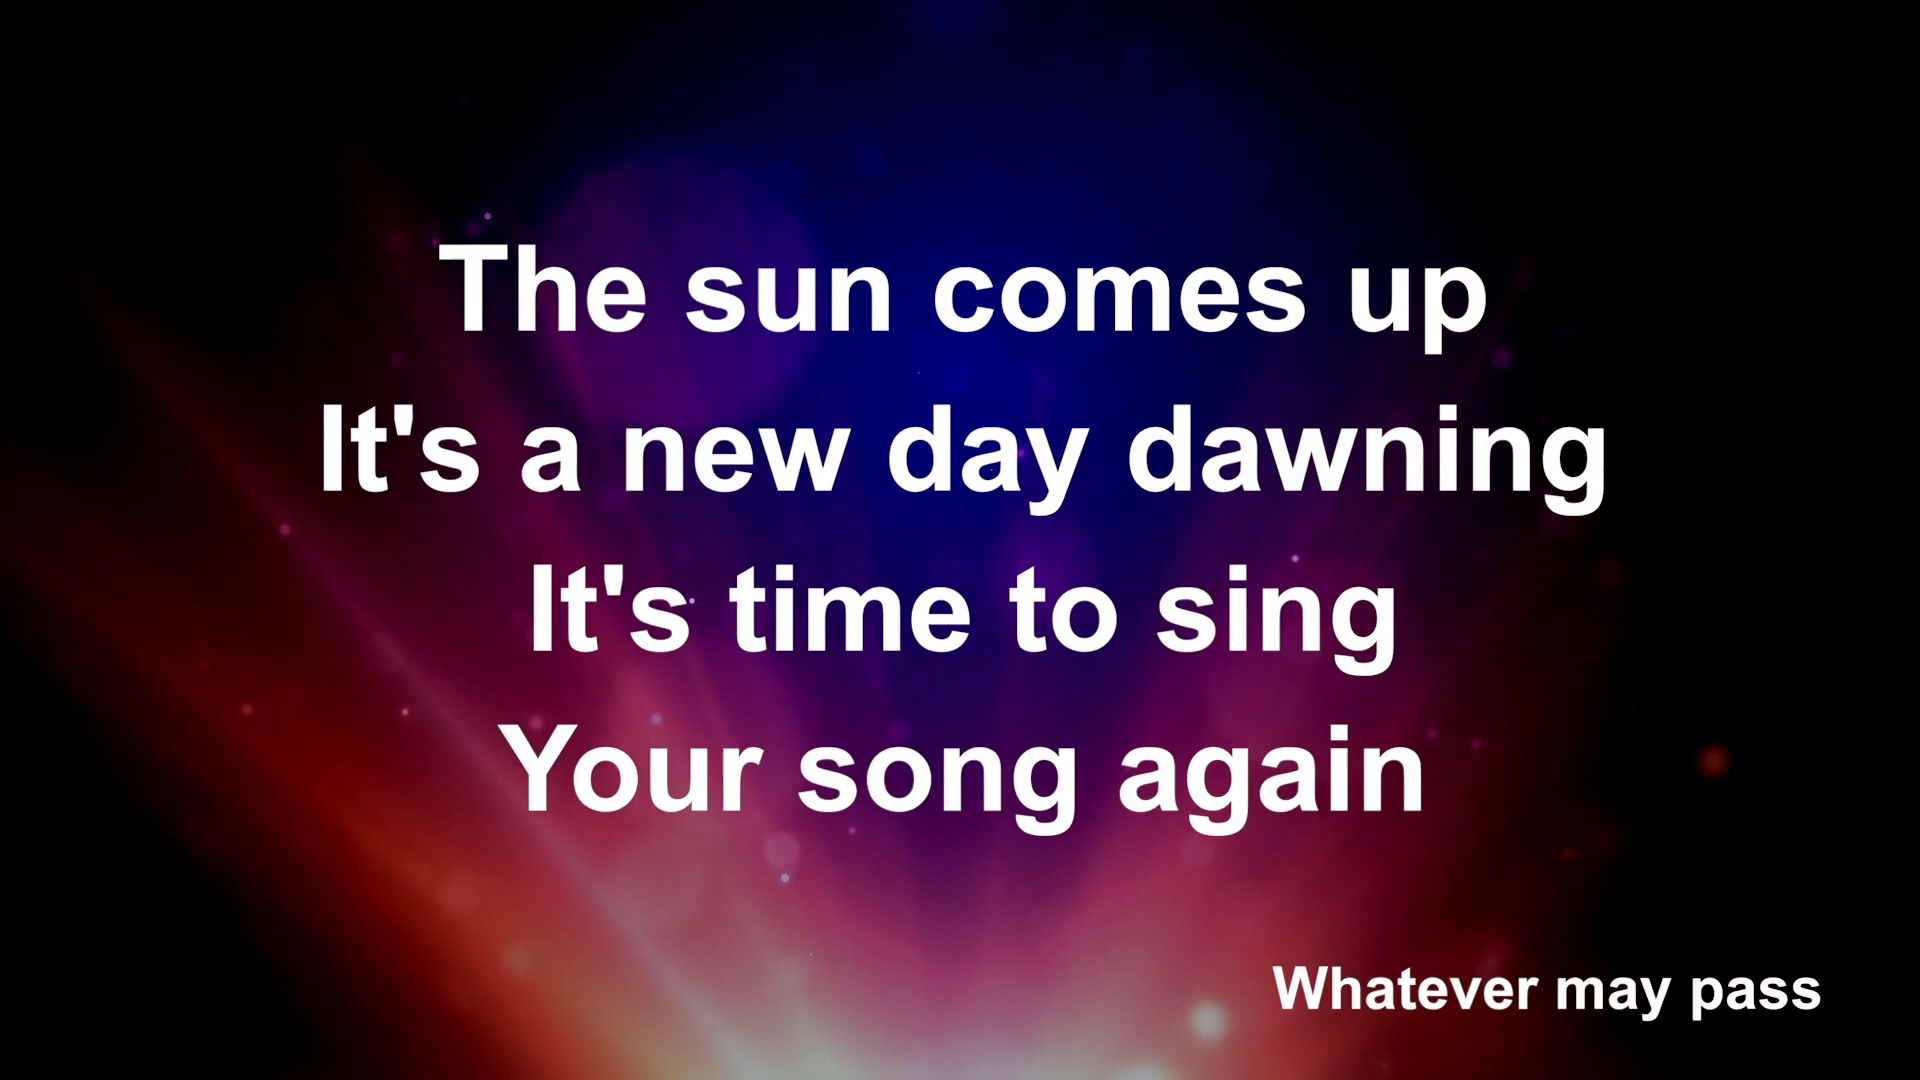 The sun comes up
It's a new day dawning
It's time to sing
Your song again
Whatever may pass